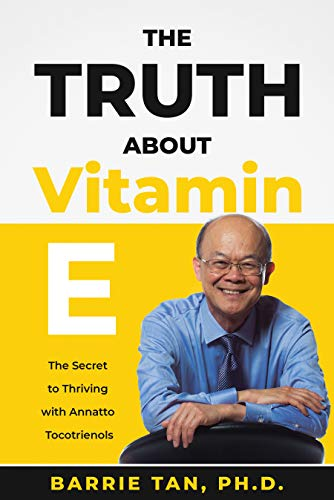 THE
TRUTH
ABOUT
Vitamin
E
The Secret
to Thriving
with Annatto
Tocotrienols
BARRIE TAN, PH.D.